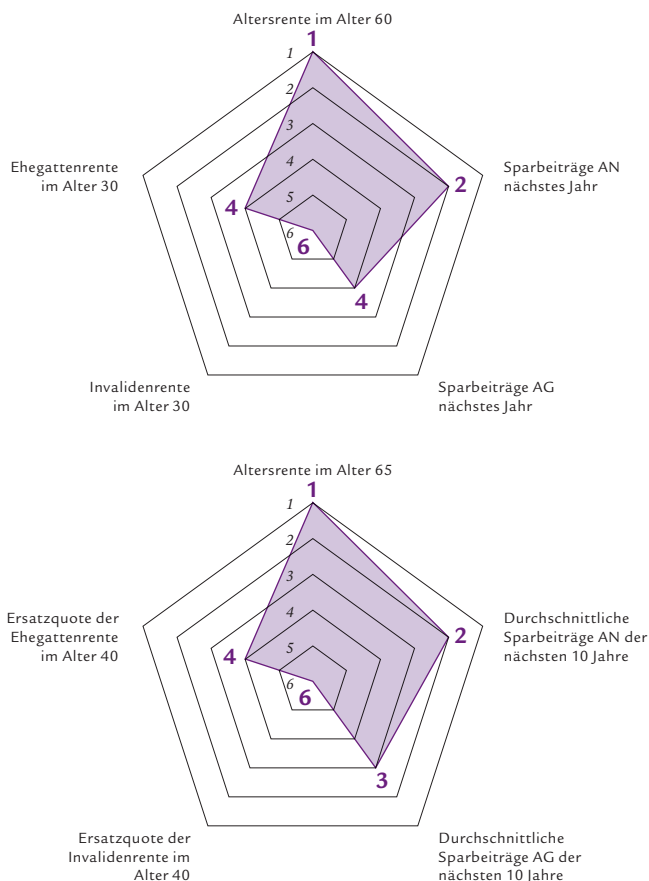 Altersrente im Alter 60
1
1
2
3
4
5
6
Ehegattenrente
im Alter 30
Sparbeiträge AN
nächstes Jahr
2
4
6
4
Invalidenrente
im Alter 30
Sparbeiträge AG
nächstes Jahr
Altersrente im Alter 65
1
1
2
3
4
5
6
Ersatzquote der
Ehegattenrente
im Alter 40
Durchschnittliche
Sparbeiträge AN der
nächsten 10 Jahre
2
4
6
3
Ersatzquote der
Invalidenrente im
Alter 40
Durchschnittliche
Sparbeiträge AG der
nächsten 10 Jahre